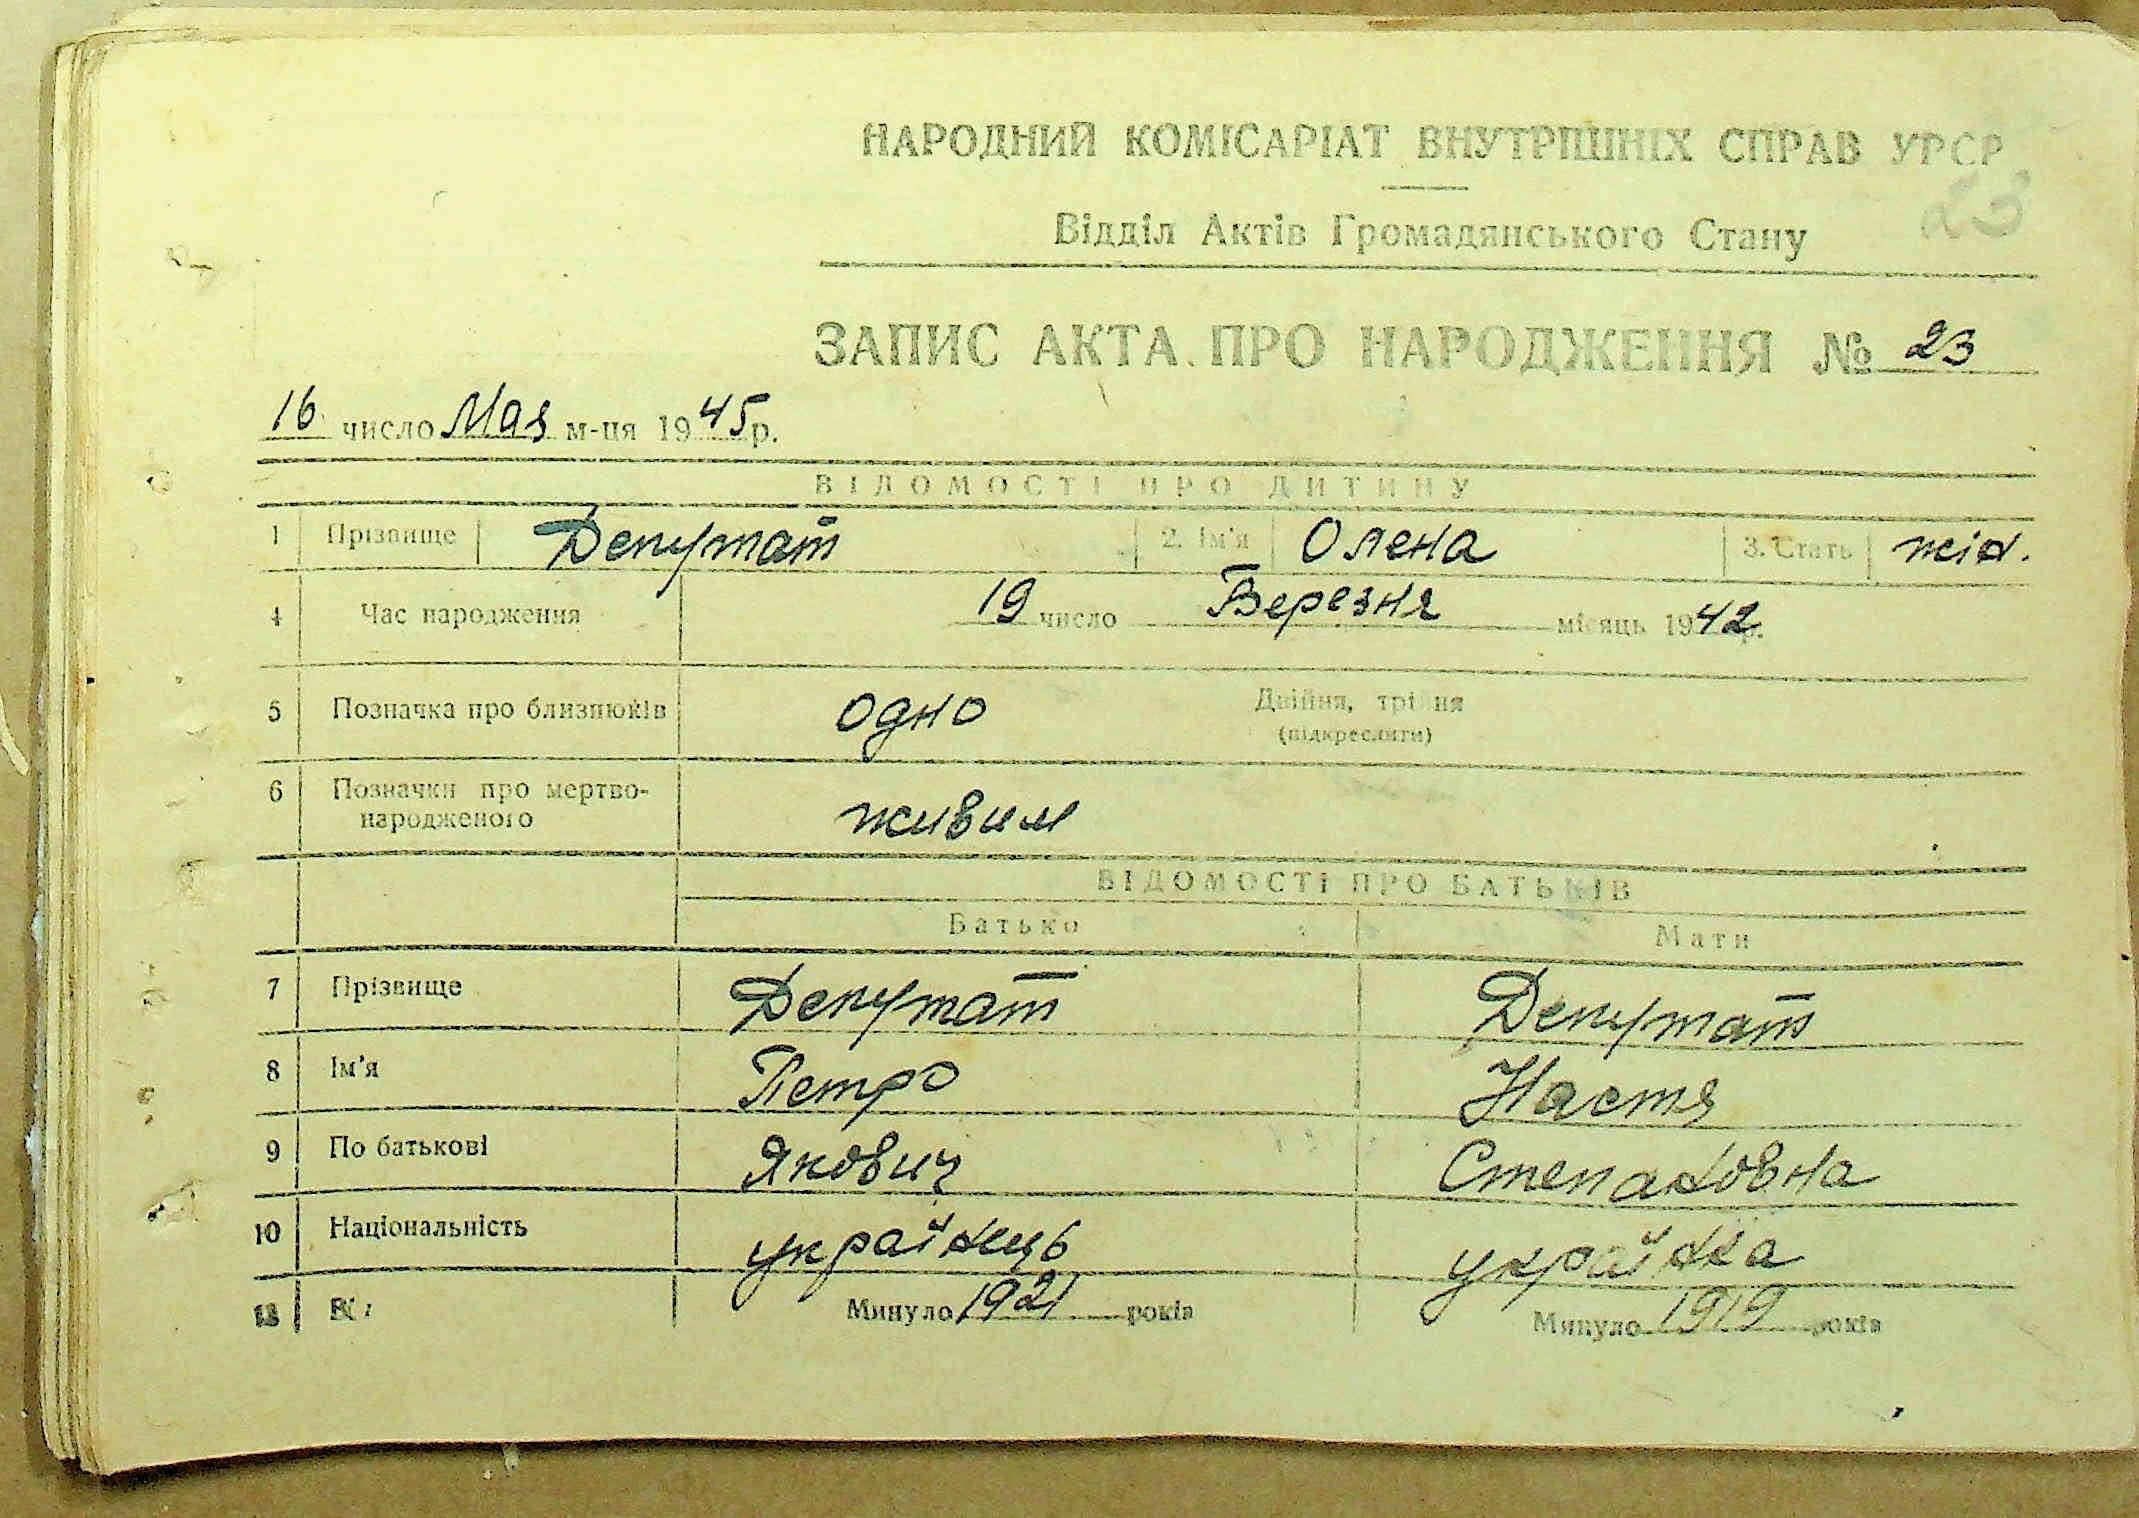 НАРОДНИЙ КОМІСАРІАТ ВНУТРІШНІХ СПРАВ УРСР
23
Відділ Актів Громадянського Стану
ЗАПИС АКТА ПРО НАРОДЖЕННЯ № 23
16 число Мая м-ця 1945 р.
ВІДОМОСТІ ПРО ДИТИНУ
1 Прізвище Депутат 2. Ім'я Олена 3. Стать жін.
4 Час народження 19 число Березня місяць 1942 р.
5 Позначка про близнюків одно Двійня, трійня
(підкреслити)
6 Позначки про мертво-
народженого живим
ВІДОМОСТІ ПРО БАТЬКІВ
Батько Мати
7 Прізвище Депутат Депутат
8 Ім'я Петро Настя
9 По батькові Якович Степановна
10 Національність українець українка
Минуло 1921 років Минуло 1919 років